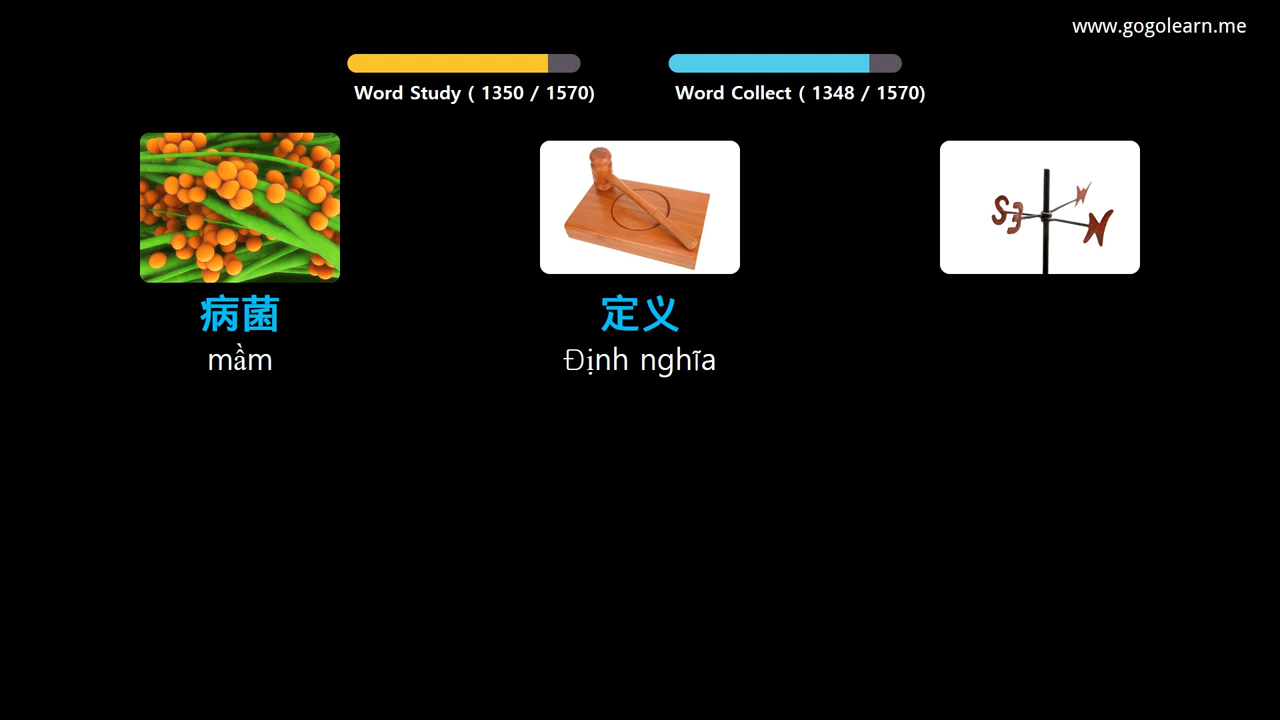 www.gogolearn.me
Word Study ( 1350 / 1570)
Word Collect ( 1348 / 1570)
病菌
mầm
定义
Định nghĩa
S
E
N
W